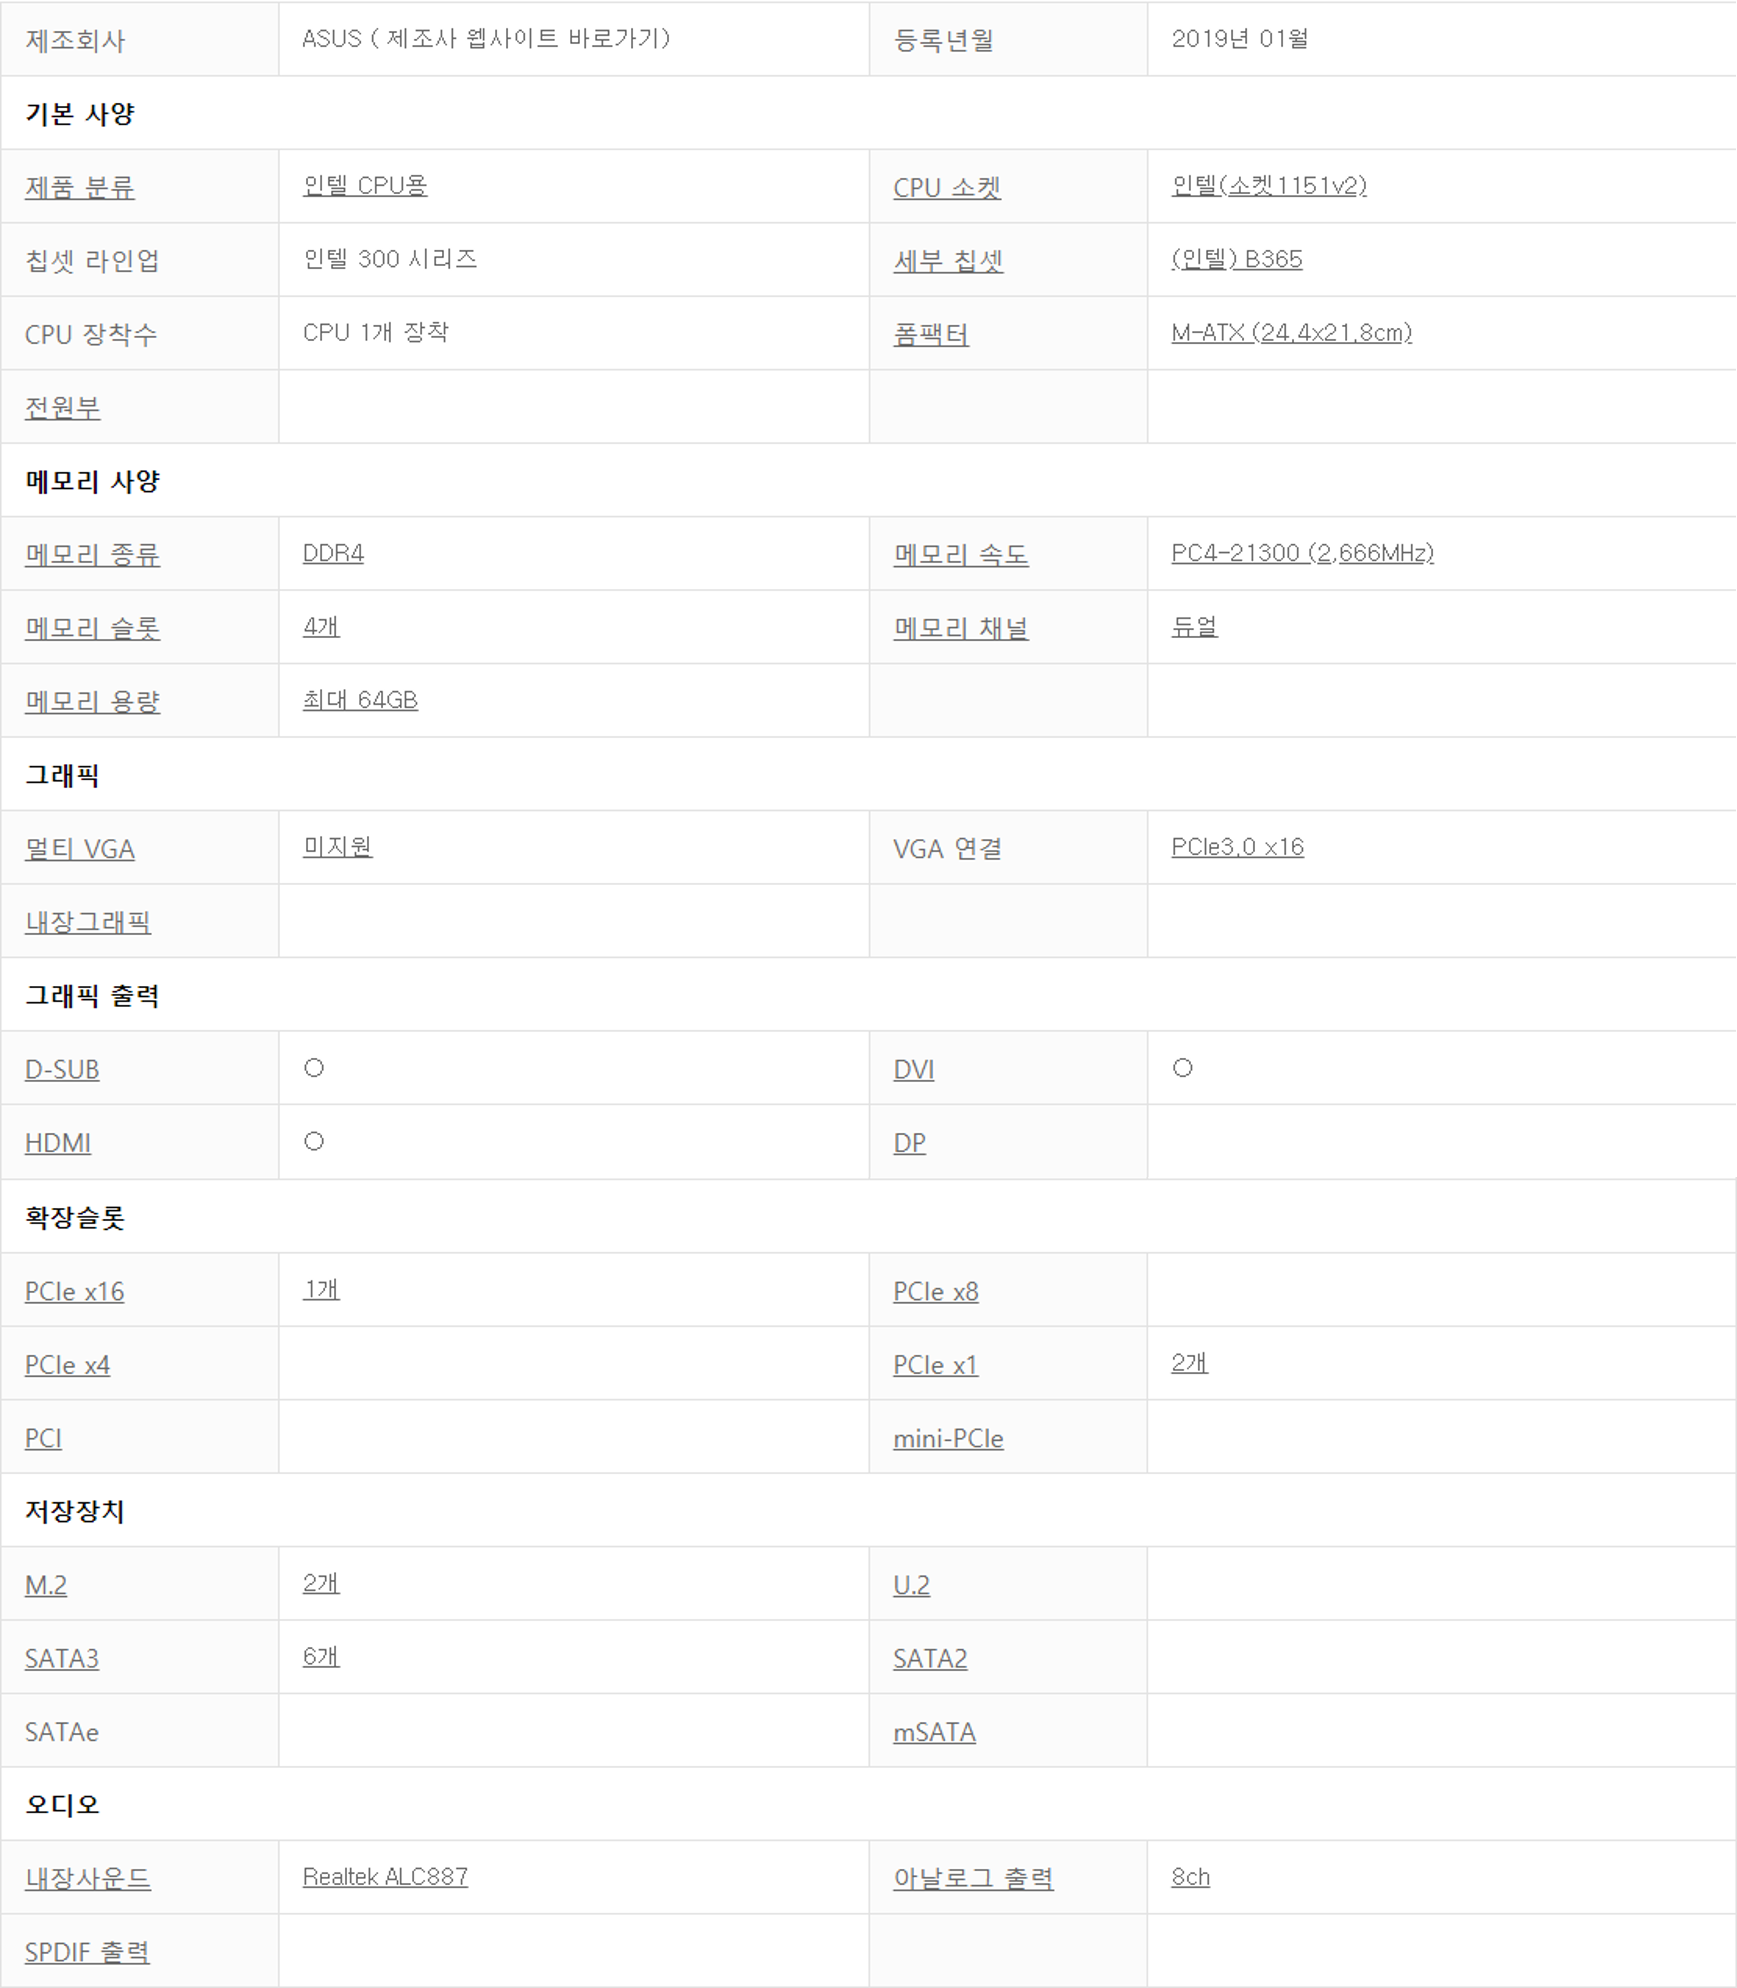 제조회사 ASUS ( 제조사 웹사이트 바로가기) 등록년월 2019년 01월
기본 사양
제품 분류 인텔 CPU용 CPU 소켓 인텔(소켓1151v2)
칩셋 라인업 인텔 300 시리즈 세부 칩셋 (인텔) B365
CPU 장착수 CPU 1개 장착 폼팩터 M-ATX (24.4x21.8cm)
전원부
메모리 사양
메모리 종류 DDR4 메모리 속도 PC4-21300 (2,666MHz)
메모리 슬롯 4개 메모리 채널 듀얼
메모리 용량 최대 64GB
그래픽
멀티 VGA 미지원 VGA 연결 PCIe3.0 x16
내장그래픽
그래픽 출력
D-SUB ○ DVI ○
HDMI ○ DP
확장슬롯
PCIe x16 1개 PCIe x8
PCIe x4 PCIe x1 2개
PCI mini-PCIe
저장장치
M.2 2개 U.2
SATA3 6개 SATA2
SATAe mSATA
오디오
내장사운드 Realtek ALC887 아날로그 출력 8ch
SPDIF 출력